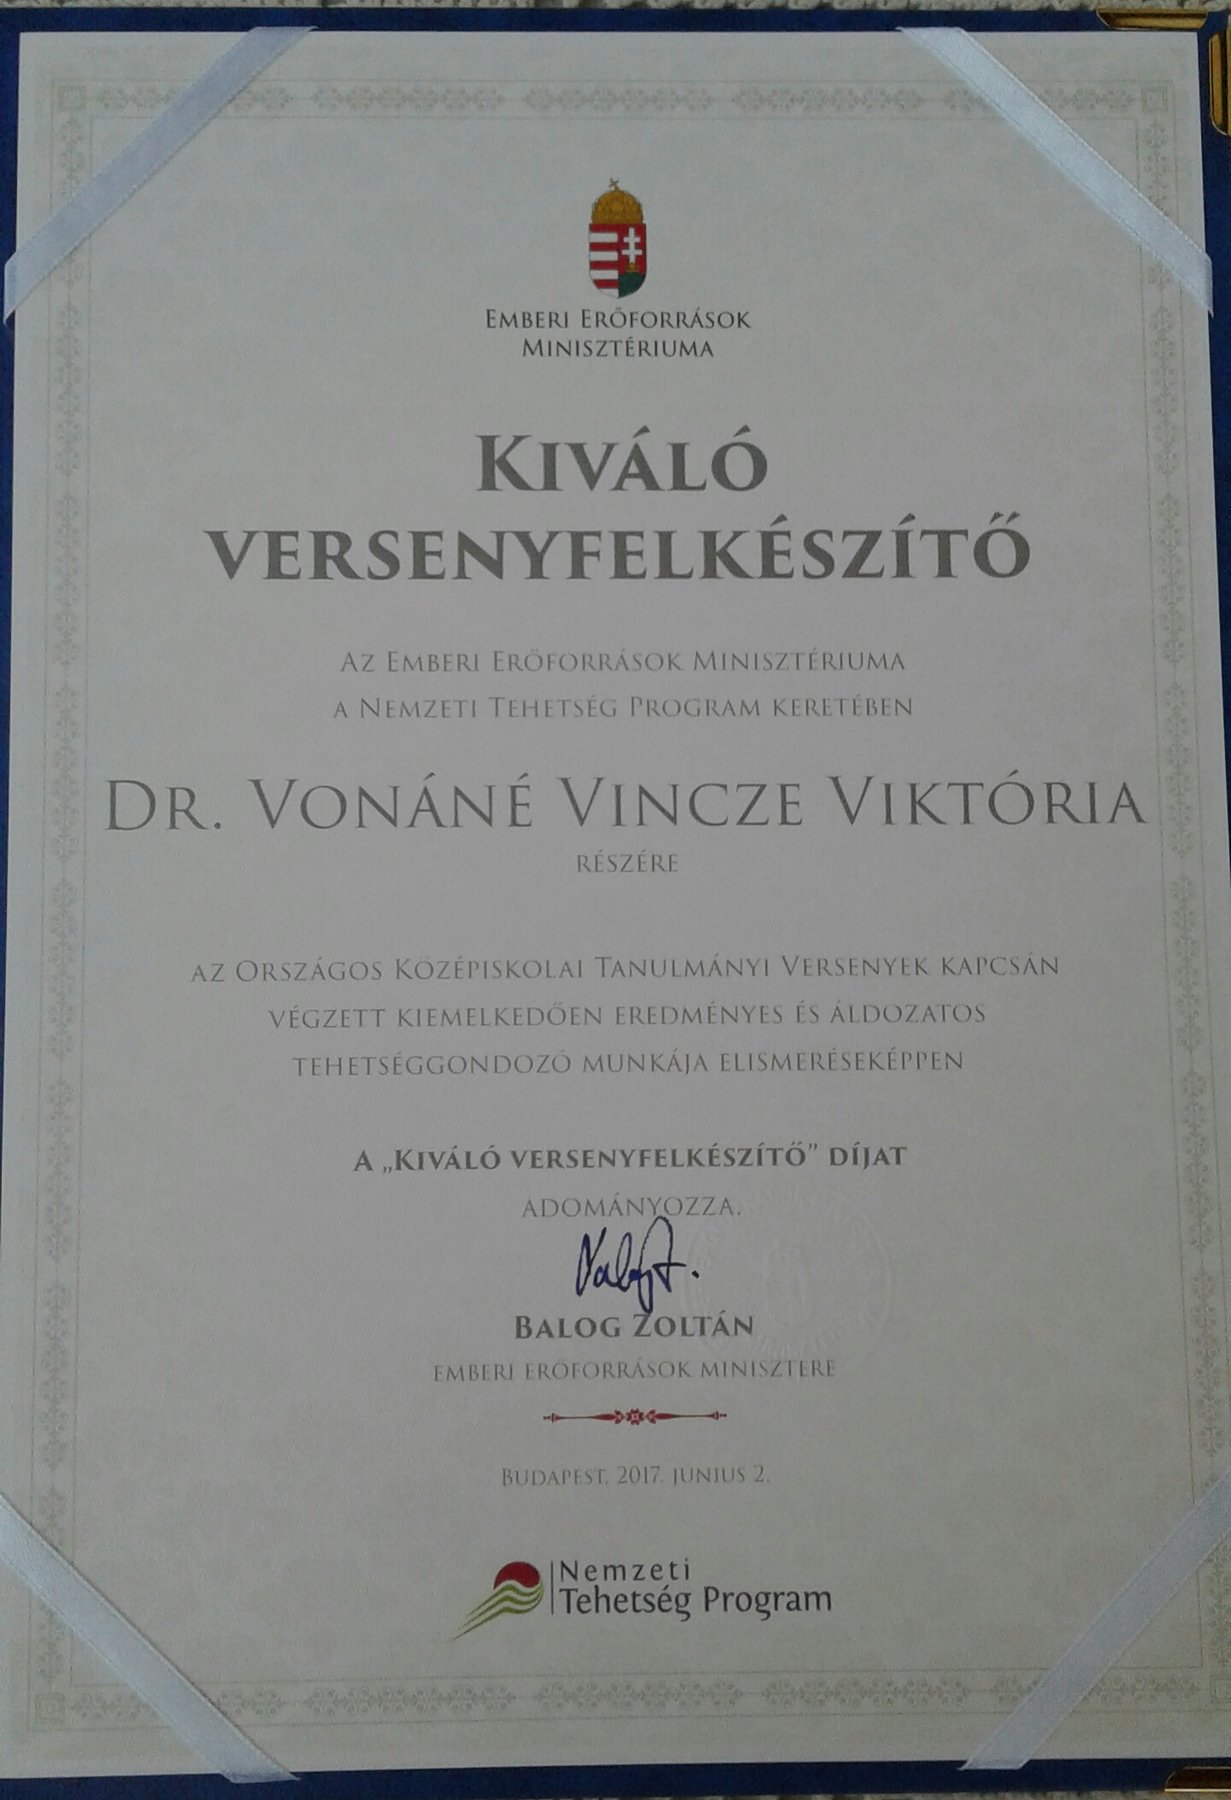 EMBERI ERŐFORRÁSOK
MINISZTÉRIUMA
KIVÁLÓ
VERSENYFELKÉSZÍTŐ
AZ EMBERI ERŐFORRÁSOK MINISZTÉRIUMA
A NEMZETI TEHETSÉG PROGRAM KERETÉBEN
DR. VONÁNÉ VINCZE VIKTÓRIA
RÉSZÉRE
AZ ORSZÁGOS KÖZÉPISKOLAI TANULMÁNYI VERSENYEK KAPCSÁN
VÉGZETT KIEMELKEDŐEN EREDMÉNYES ÉS ÁLDOZATOS
TEHETSÉGGONDOZÓ MUNKÁJA ELISMERÉSEKÉPPEN
A „KIVÁLÓ VERSENYFELKÉSZÍTŐ” DÍJAT
ADOMÁNYOZZA.
BALOG ZOLTÁN
EMBERI ERŐFORRÁSOK MINISZTERE
BUDAPEST, 2017. JÚNIUS 2.
Nemzeti
Tehetség Program